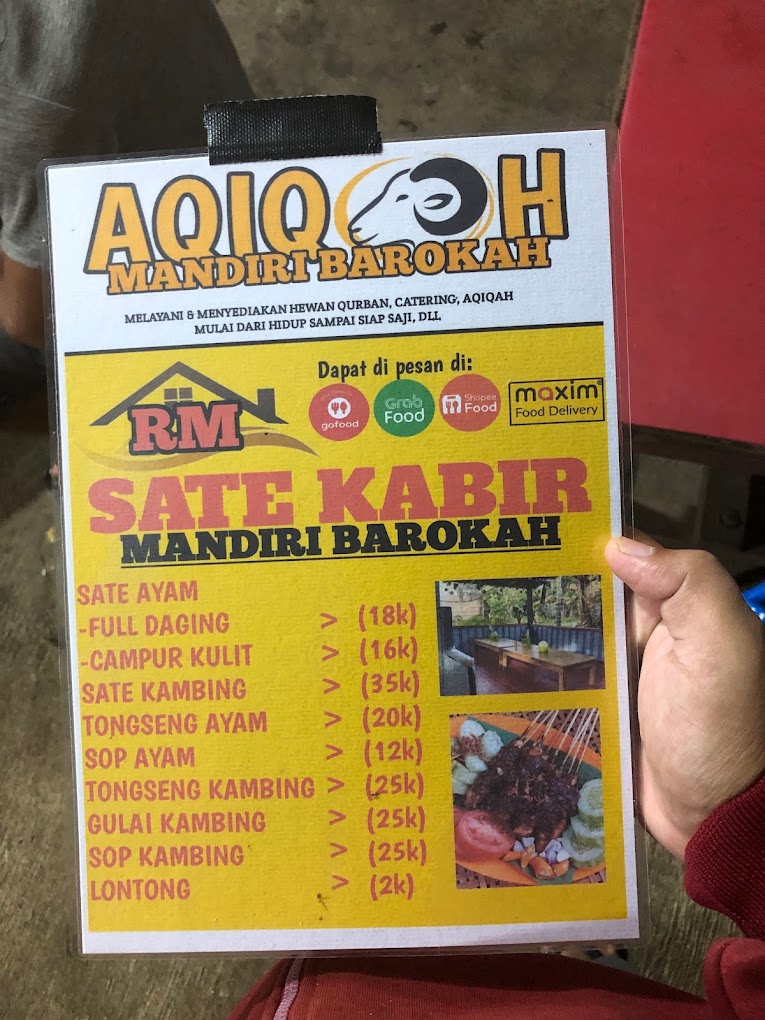 AQIQAH
MANDIRI BAROKAH
MELAYANI & MENYEDIAKAN HEWAN QURBAN, CATERING, AQIQAH
MULAI DARI HIDUP SAMPAI SIAP SAJI, DLL
Dapat di pesan di:
RM
gofood
Grab
Food
Shopee
Food
maxim
Food Delivery
SATE KABIR
MANDIRI BAROKAH
SATE AYAM
-FULL DAGING > (18k)
-CAMPUR KULIT > (16k)
SATE KAMBING > (35k)
TONGSENG AYAM > (20k)
SOP AYAM > (12k)
TONGSENG KAMBING > (25k)
GULAI KAMBING > (25k)
SOP KAMBING > (25k)
LONTONG > (2k)